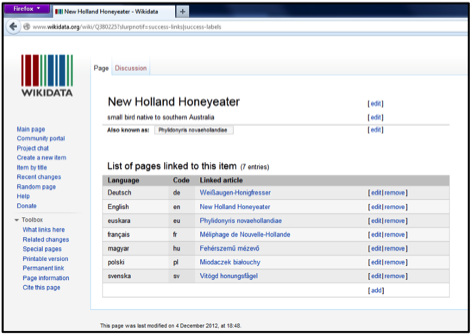 Firefox
New Holland Honeyeater - Wikidata
+
www.wikidata.org/wiki/Q380225?slurpnotif=success-links|success-labels
WIKIDATA
Page Discussion
New Holland Honeyeater [edit]
small bird native to southern Australia [edit]
Also known as: Phylidonyris novaehollandiae [edit]
Main page
Community portal
Project chat
Create a new item
Item by title
Recent changes
Random page
Help
Donate
Toolbox
What links here
Related changes
Special pages
Printable version
Permanent link
Page information
Cite this page
List of pages linked to this item (7 entries)
Language Code Linked article
Deutsch de Weißaugen-Honigfresser [edit|remove]
English en New Holland Honeyeater [edit|remove]
euskara eu Phylidonyris novaehollandiae [edit|remove]
français fr Méliphage de Nouvelle-Hollande [edit|remove]
magyar hu Fehérszemű mézevő [edit|remove]
polski pl Miodaczek białouchy [edit|remove]
svenska sv Vitögd honungsfågel [edit|remove]
[add]
This page was last modified on 4 December 2012, at 18:48.